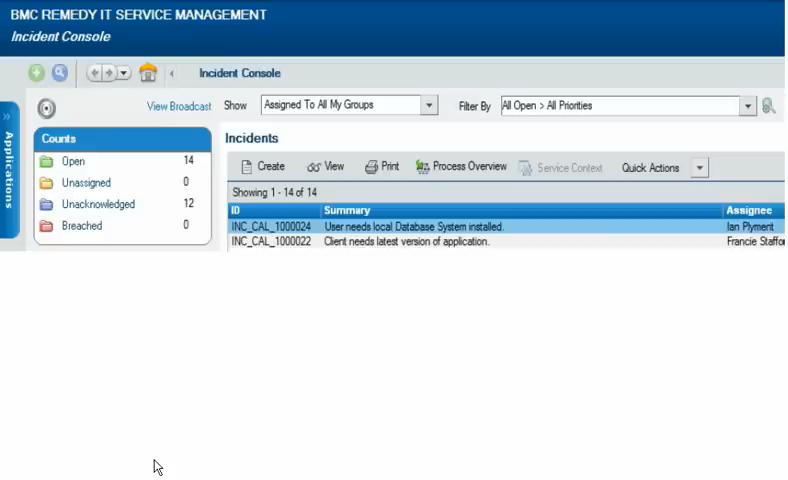 BMC REMEDY IT SERVICE MANAGEMENT
Incident Console
Incident Console
View Broadcast Show Assigned To All My Groups Filter By All Open > All Priorities
Applications
Counts
Open 14
Unassigned 0
Unacknowledged 12
Breached 0
Incidents
Create View Print Process Overview Service Context Quick Actions
Showing 1 - 14 of 14
ID Summary Assignee
INC_CAL_1000024 User needs local Database System installed. Ian Plyment
INC_CAL_1000022 Client needs latest version of application. Francie Staffo